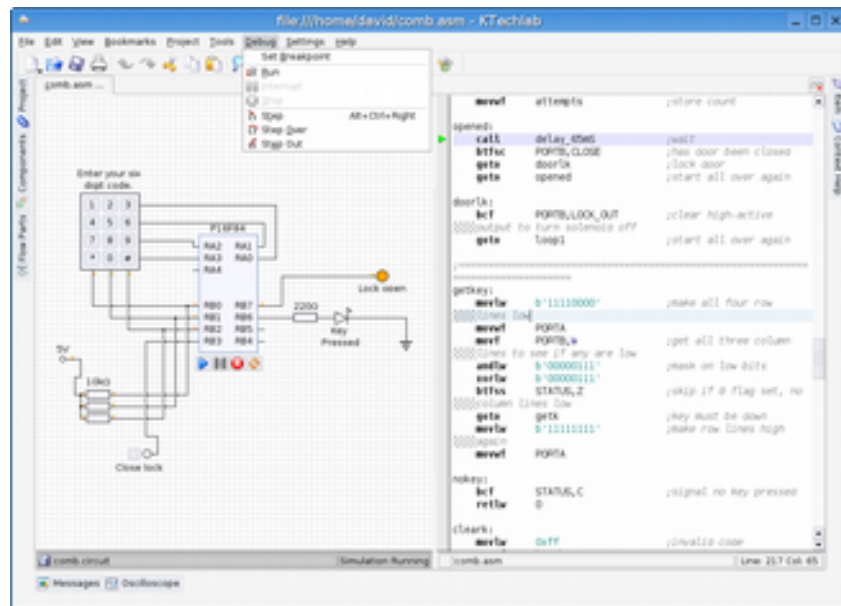 file:///home/david/comb.asm - KTechlab
File Edit View Bookmarks Project Tools Debug Settings Help
Set Breakpoint
Run
Interrupt
Stop
Step Alt+Ctrl+Right
Step Over
Step Out
comb.asm ...
Project
Components
Flow Parts
Item
Context Help
Enter your six
digit code.
1 2 3
4 5 6
7 8 9
* 0 #
P16F84
RA2 RA1
RA3 RA0
RA4
RB0 RB7
RB1 RB6
RB2 RB5
RB3 RB4
Lock open
220Ω
Key
Pressed
5V
10kΩ
Close lock
movwf attempts ;store count
opened:
call delay_65mS ;wait
btfsc PORTB,CLOSE ;has door been closed
goto doorlk ;lock door
goto opened ;start all over again
doorlk:
bcf PORTB,LOCK_OUT ;clear high-active
output to turn solenoid off
goto loop1 ;start all over again
getkey:
movlw b'11110000' ;make all four row
lines low
movwf PORTA
movf PORTB,w ;get all three column
lines to see if any are low
andlw b'00000111' ;mask on low bits
xorlw b'00000111'
btfss STATUS,Z ;skip if 0 flag set, no
column lines low
goto getk ;key must be down
movlw b'11111111' ;make row lines high
again
movwf PORTA
nokey:
bcf STATUS,C ;signal no key pressed
retlw 0
cleark:
movlw 0xff ;invalid code
comb.circuit Simulation Running
comb.asm Line: 217 Col: 65
Messages Oscilloscope